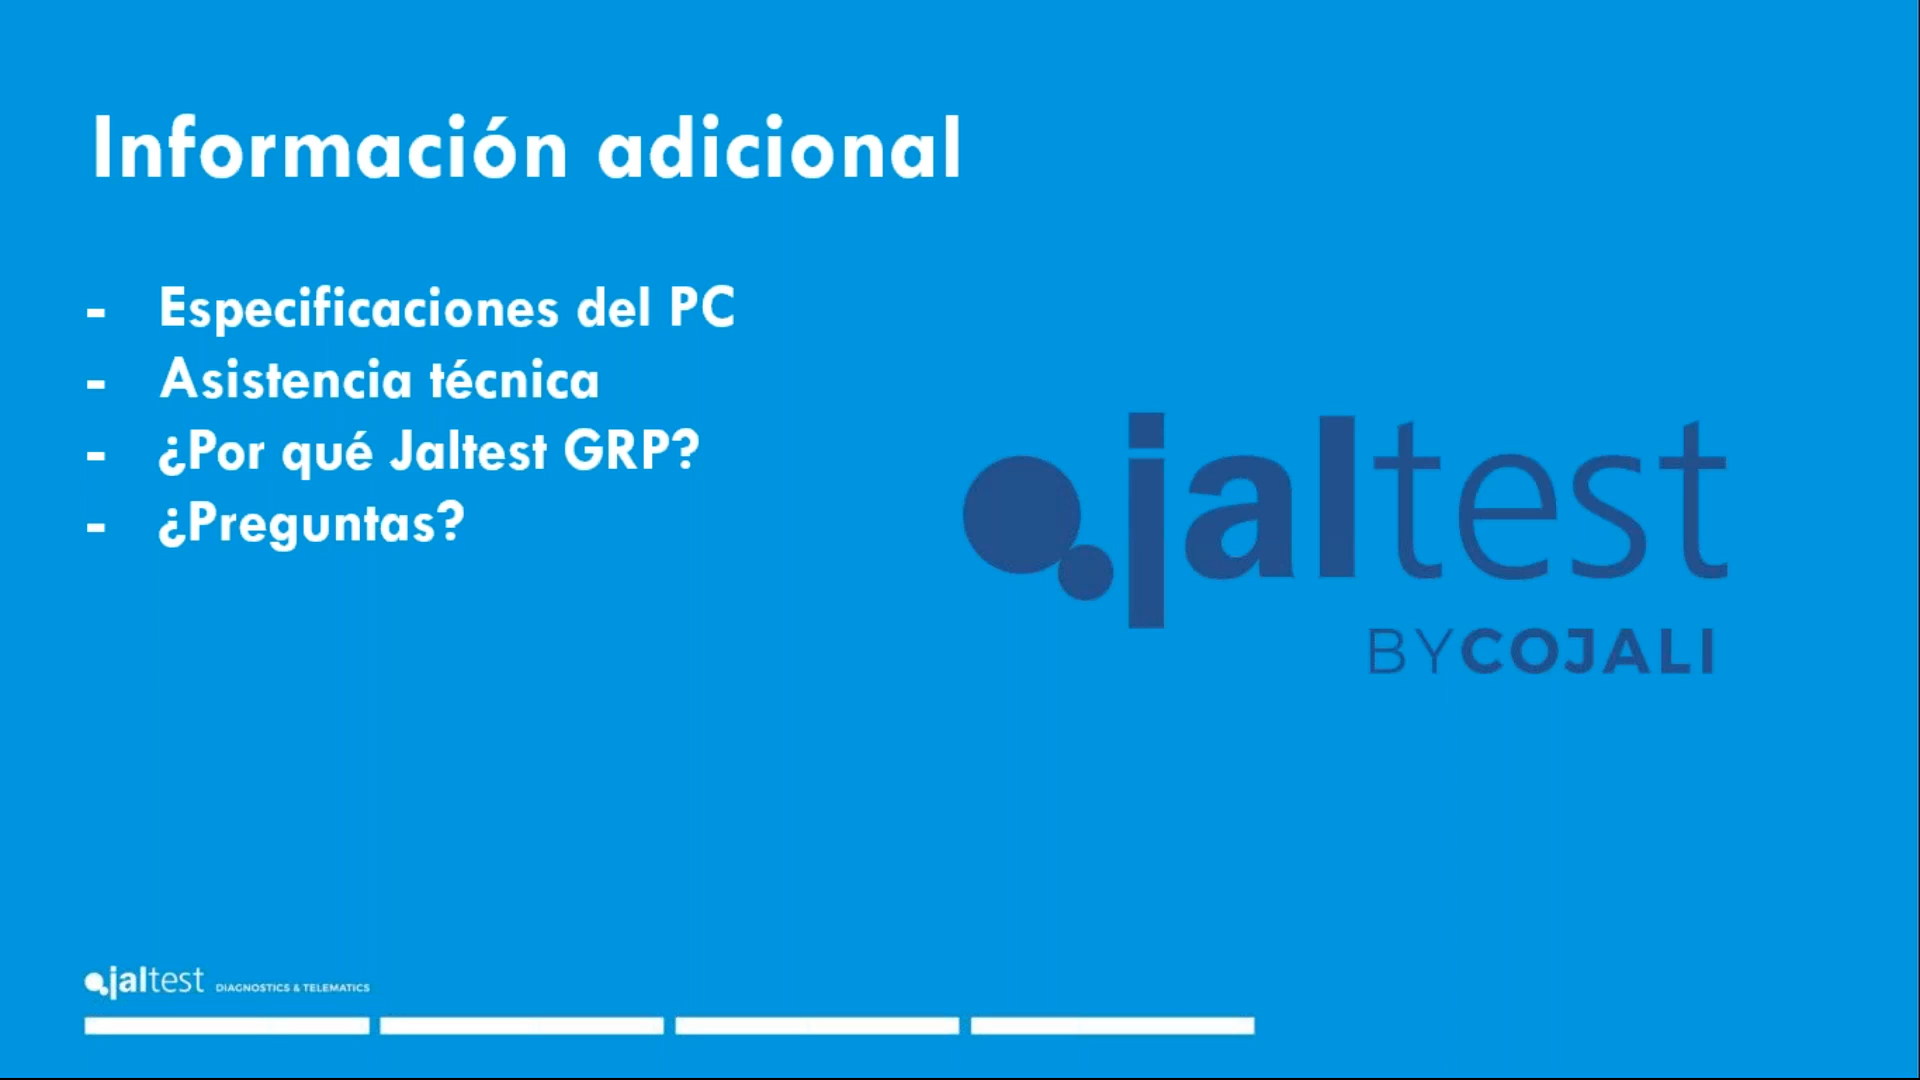 Información adicional
- Especificaciones del PC
- Asistencia técnica
- ¿Por qué Jaltest GRP?
- ¿Preguntas?
jaltest
BYCOJALI
jaltest DIAGNOSTICS & TELEMATICS